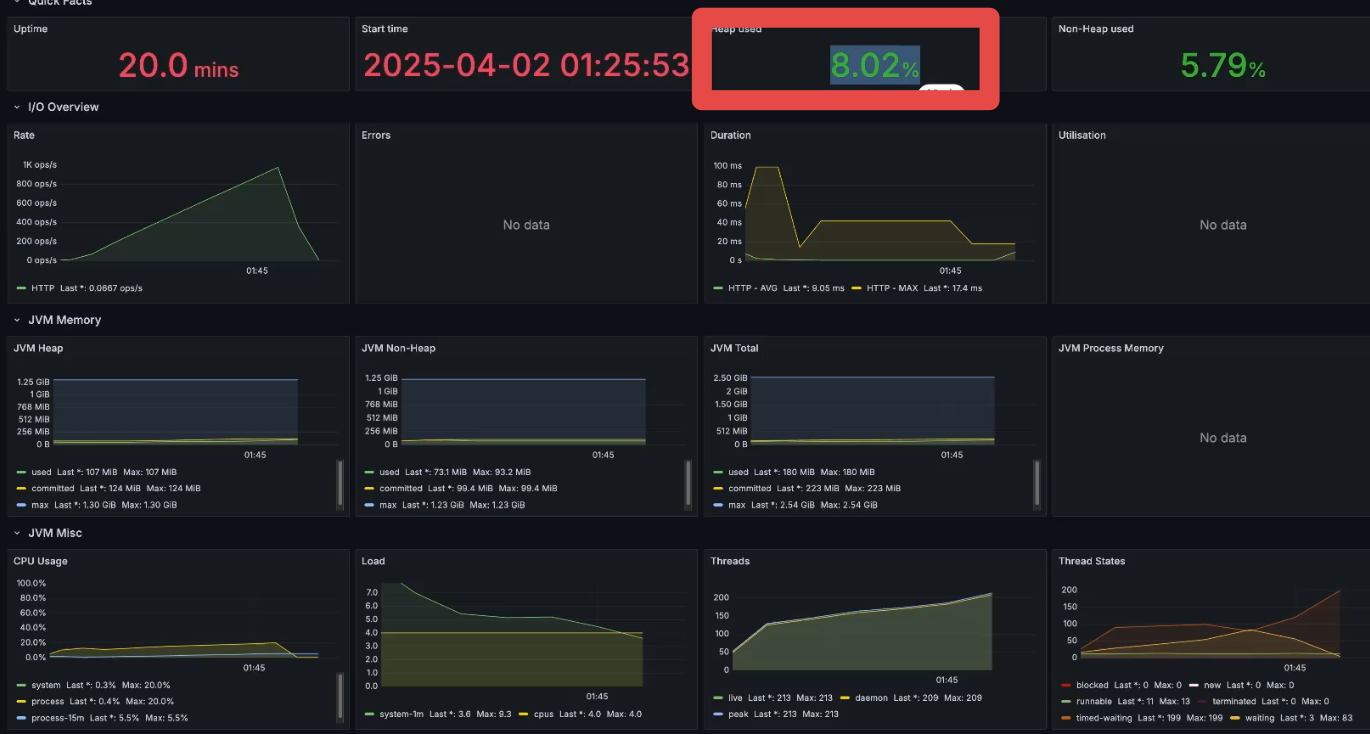 Quick Facts
Uptime
20.0 mins
Start time
2025-04-02 01:25:53
Heap used
8.02%
Non-Heap used
5.79%
I/O Overview
Rate
1K ops/s
800 ops/s
600 ops/s
400 ops/s
200 ops/s
0 ops/s
01:45
HTTP Last *: 0.0667 ops/s
Errors
No data
Duration
100 ms
80 ms
60 ms
40 ms
20 ms
0 s
01:45
HTTP - AVG Last *: 9.05 ms HTTP - MAX Last *: 17.4 ms
Utilisation
No data
JVM Memory
JVM Heap
1.25 GiB
1 GiB
768 MiB
512 MiB
256 MiB
0 B
01:45
used Last *: 107 MiB Max: 107 MiB
committed Last *: 124 MiB Max: 124 MiB
max Last *: 1.30 GiB Max: 1.30 GiB
JVM Non-Heap
1.25 GiB
1 GiB
768 MiB
512 MiB
256 MiB
0 B
01:45
used Last *: 73.1 MiB Max: 93.2 MiB
committed Last *: 99.4 MiB Max: 99.4 MiB
max Last *: 1.23 GiB Max: 1.23 GiB
JVM Total
2.50 GiB
2 GiB
1.50 GiB
1 GiB
512 MiB
0 B
01:45
used Last *: 180 MiB Max: 180 MiB
committed Last *: 223 MiB Max: 223 MiB
max Last *: 2.54 GiB Max: 2.54 GiB
JVM Process Memory
No data
JVM Misc
CPU Usage
100.0%
80.0%
60.0%
40.0%
20.0%
0.0%
01:45
system Last *: 0.3% Max: 20.0%
process Last *: 0.4% Max: 20.0%
process-15m Last *: 5.5% Max: 5.5%
Load
7.0
6.0
5.0
4.0
3.0
2.0
1.0
0.0
01:45
system-1m Last *: 3.6 Max: 9.3 cpus Last *: 4.0 Max: 4.0
Threads
200
150
100
50
0
01:45
live Last *: 213 Max: 213 daemon Last *: 209 Max: 209
peak Last *: 213 Max: 213
Thread States
200
150
100
50
0
01:45
blocked Last *: 0 Max: 0 new Last *: 0 Max: 0
runnable Last *: 11 Max: 13 terminated Last *: 0 Max: 0
timed-waiting Last *: 199 Max: 199 waiting Last *: 3 Max: 83